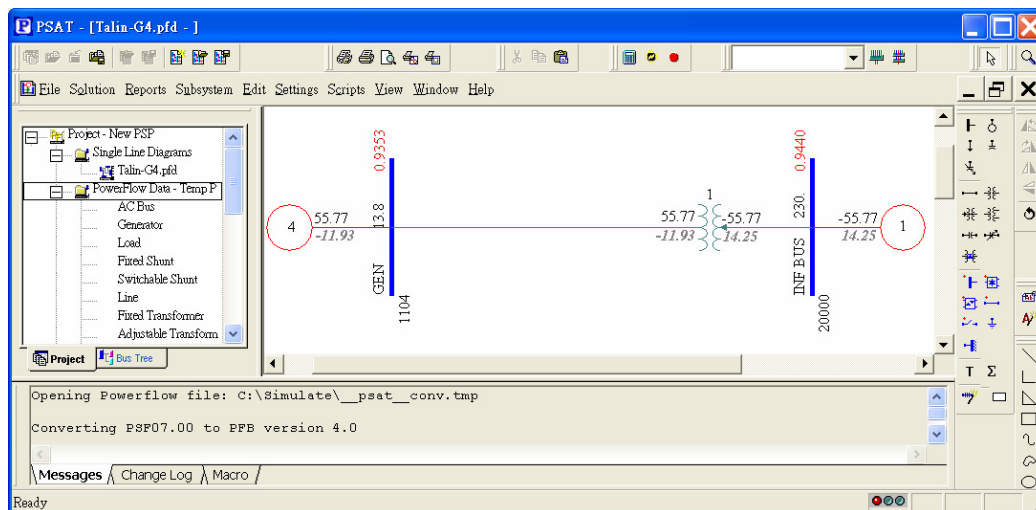 PSAT - [Talin-G4.pfd - ]
File Solution Reports Subsystem Edit Settings Scripts View Window Help
Project - New PSP
Single Line Diagrams
Talin-G4.pfd
PowerFlow Data - Temp P
AC Bus
Generator
Load
Fixed Shunt
Switchable Shunt
Line
Fixed Transformer
Adjustable Transform
Project
Bus Tree
4
55.77
-11.93
0.9353
13.8
GEN
1104
1
55.77
-11.93
-55.77
14.25
0.9440
230.
INF BUS
20000
-55.77
14.25
1
T Σ
Opening Powerflow file: C:\Simulate\__psat__conv.tmp
Converting PSF07.00 to PFB version 4.0
Messages Change Log Macro
Ready